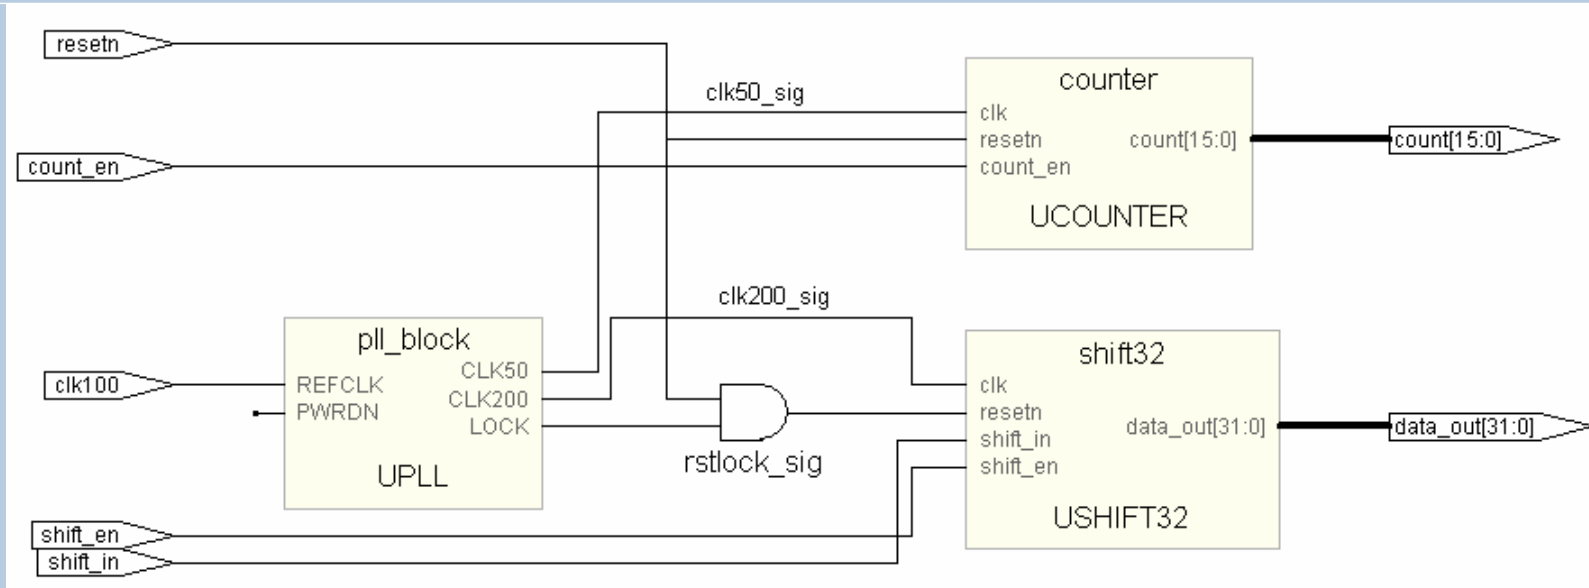 resetn
clk50_sig
counter
clk
resetn
count[15:0]
count[15:0]
count_en
count_en
UCOUNTER
clk200_sig
pll_block
CLK50
clk100
REFCLK
CLK200
PWRDN
LOCK
UPLL
rstlock_sig
shift32
clk
resetn
shift_in
data_out[31:0]
data_out[31:0]
shift_en
USHIFT32
shift_en
shift_in